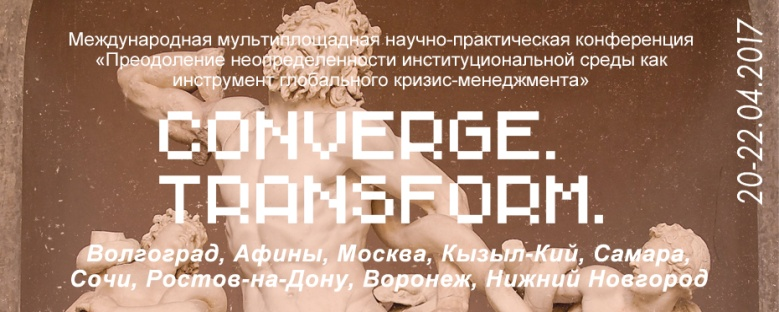 Международная мультиплощадная научно-практическая конференция
«Преодоление неопределенности институциональной среды как
инструмент глобального кризис-менеджмента»
CONVERGE.
TRANSFORM.
Волгоград, Афины, Москва, Кызыл-Кий, Самара,
Сочи, Ростов-на-Дону, Воронеж, Нижний Новгород
20-22.04.2017